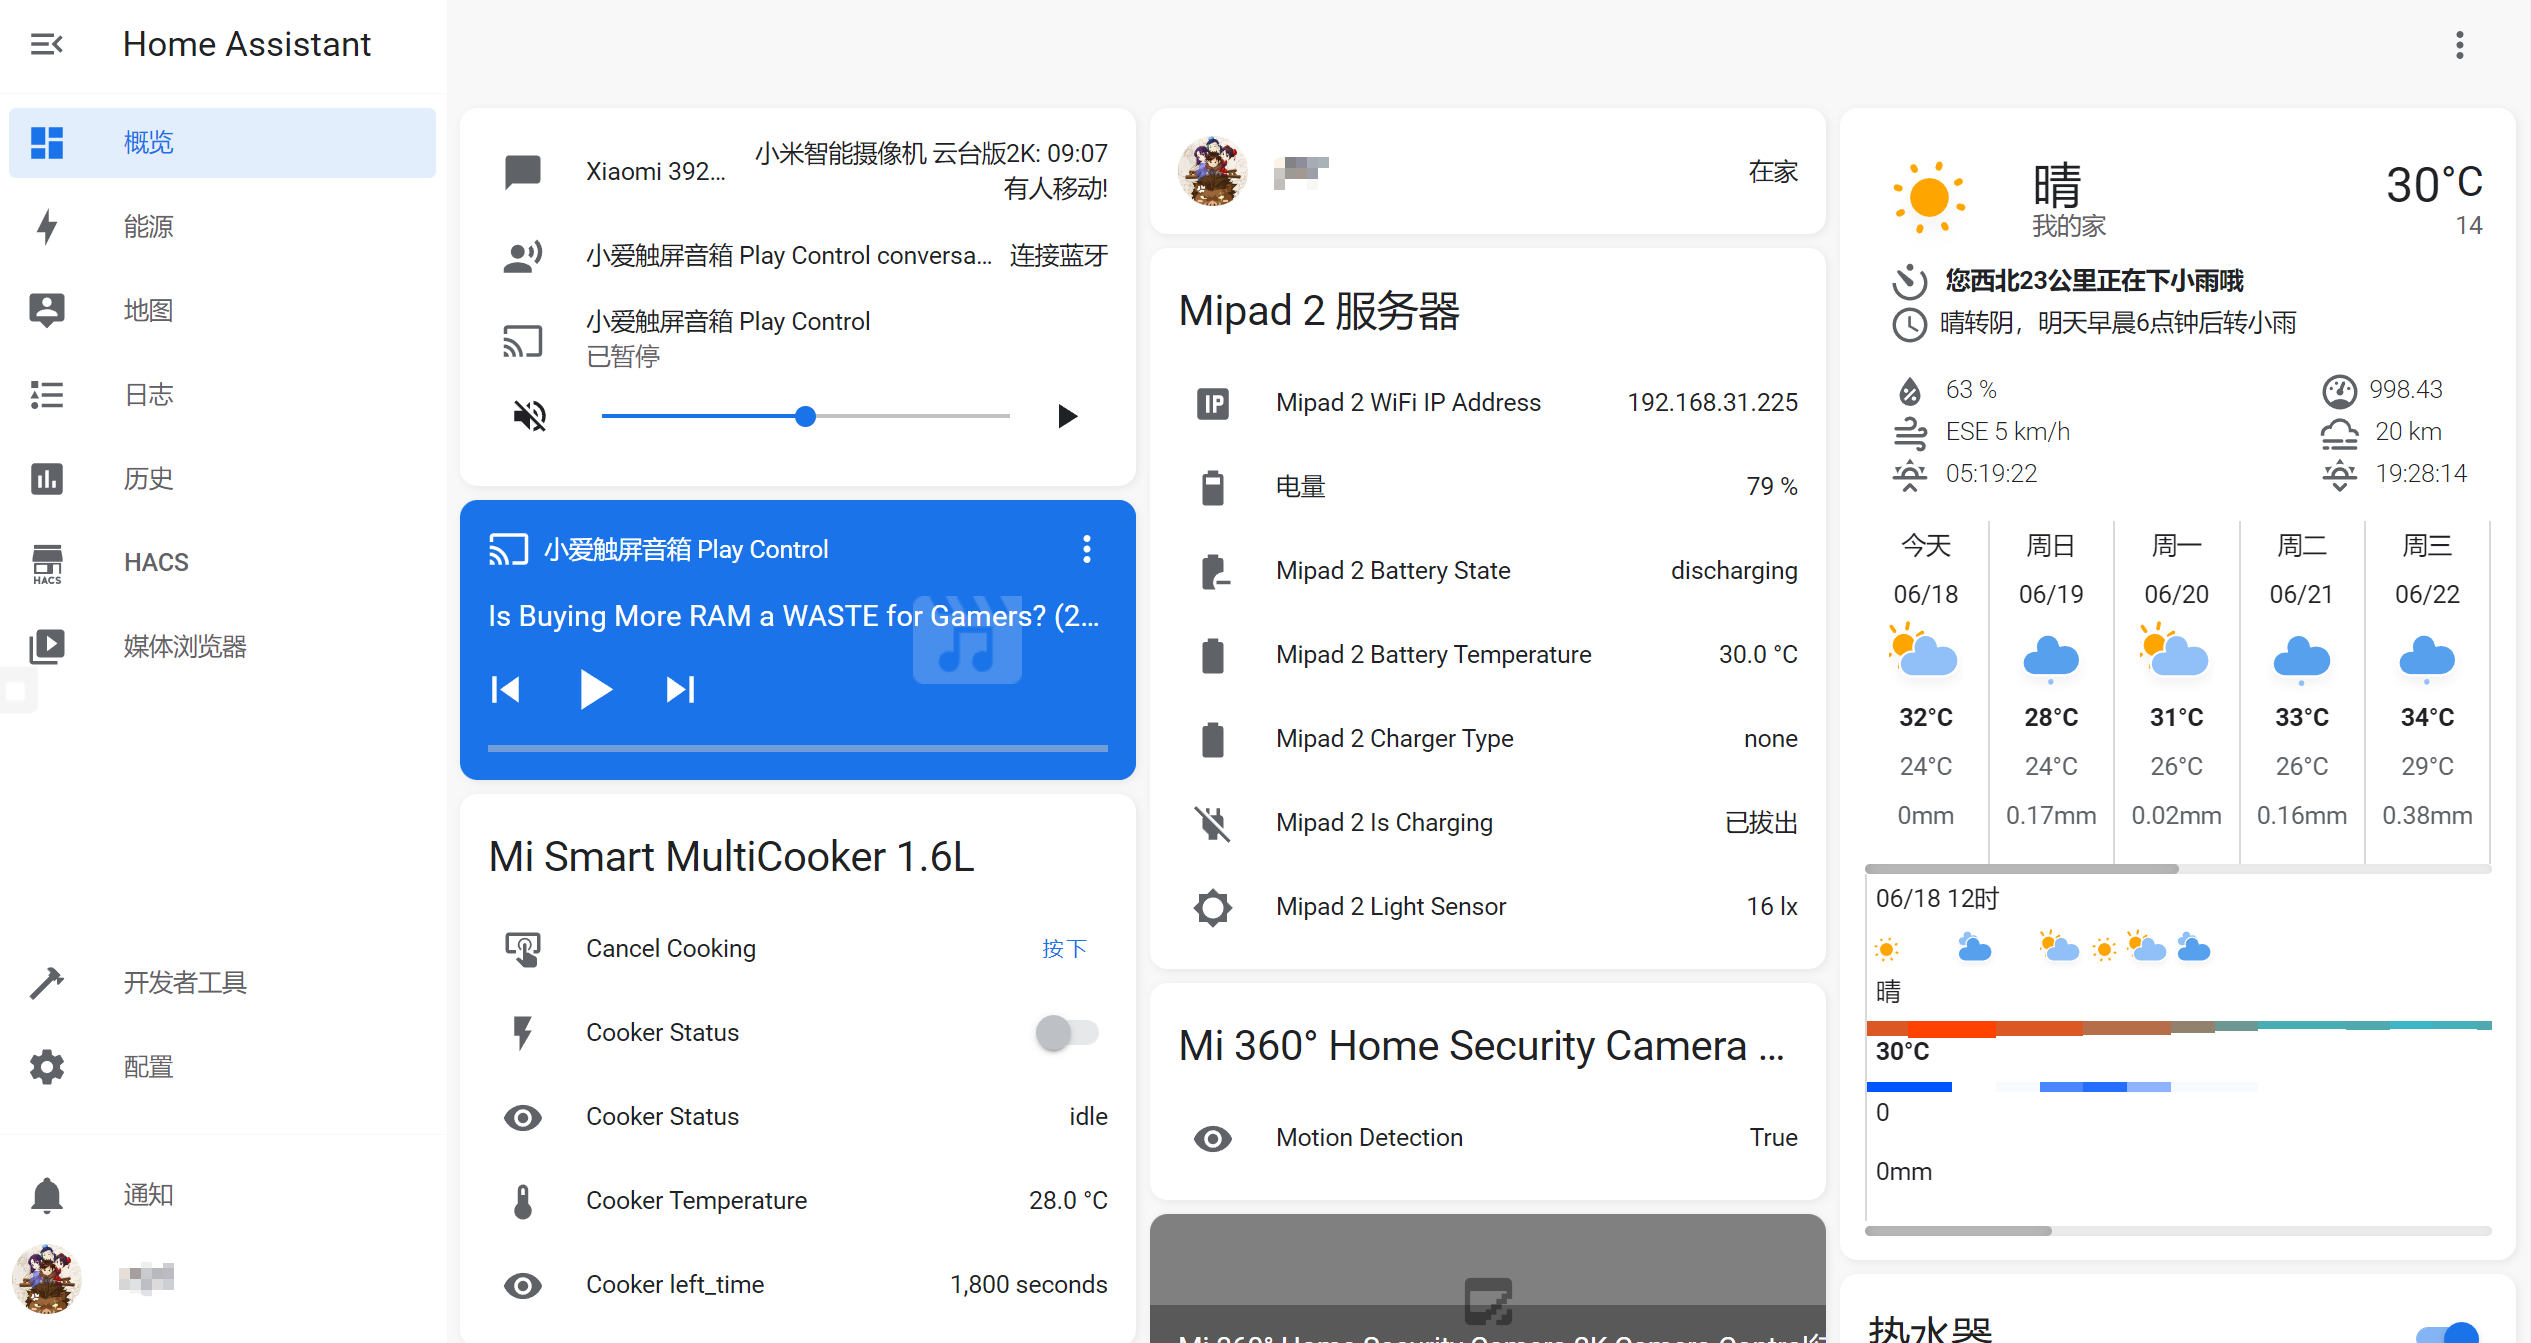 Home Assistant
概览
能源
地图
日志
历史
HACS
HACS
媒体浏览器
开发者工具
配置
通知
Xiaomi 392...
小米智能摄像机 云台版2K: 09:07
有人移动!
小爱触屏音箱 Play Control conversa...
连接蓝牙
小爱触屏音箱 Play Control
已暂停
小爱触屏音箱 Play Control
Is Buying More RAM a WASTE for Gamers? (2...
Mi Smart MultiCooker 1.6L
Cancel Cooking
按下
Cooker Status
Cooker Status
idle
Cooker Temperature
28.0 °C
Cooker left_time
1,800 seconds
在家
Mipad 2 服务器
IP
Mipad 2 WiFi IP Address
192.168.31.225
电量
79 %
Mipad 2 Battery State
discharging
Mipad 2 Battery Temperature
30.0 °C
Mipad 2 Charger Type
none
Mipad 2 Is Charging
已拔出
Mipad 2 Light Sensor
16 lx
Mi 360° Home Security Camera ...
Motion Detection
True
Mi 360° Home Security Camera 2K Camera Control
晴
我的家
30°C
14
您西北23公里正在下小雨哦
晴转阴，明天早晨6点钟后转小雨
63 %
998.43
ESE 5 km/h
20 km
05:19:22
19:28:14
今天 周日 周一 周二 周三
06/18 06/19 06/20 06/21 06/22
32°C 28°C 31°C 33°C 34°C
24°C 24°C 26°C 26°C 29°C
0mm 0.17mm 0.02mm 0.16mm 0.38mm
06/18 12时
晴
30°C
0
0mm
热水器